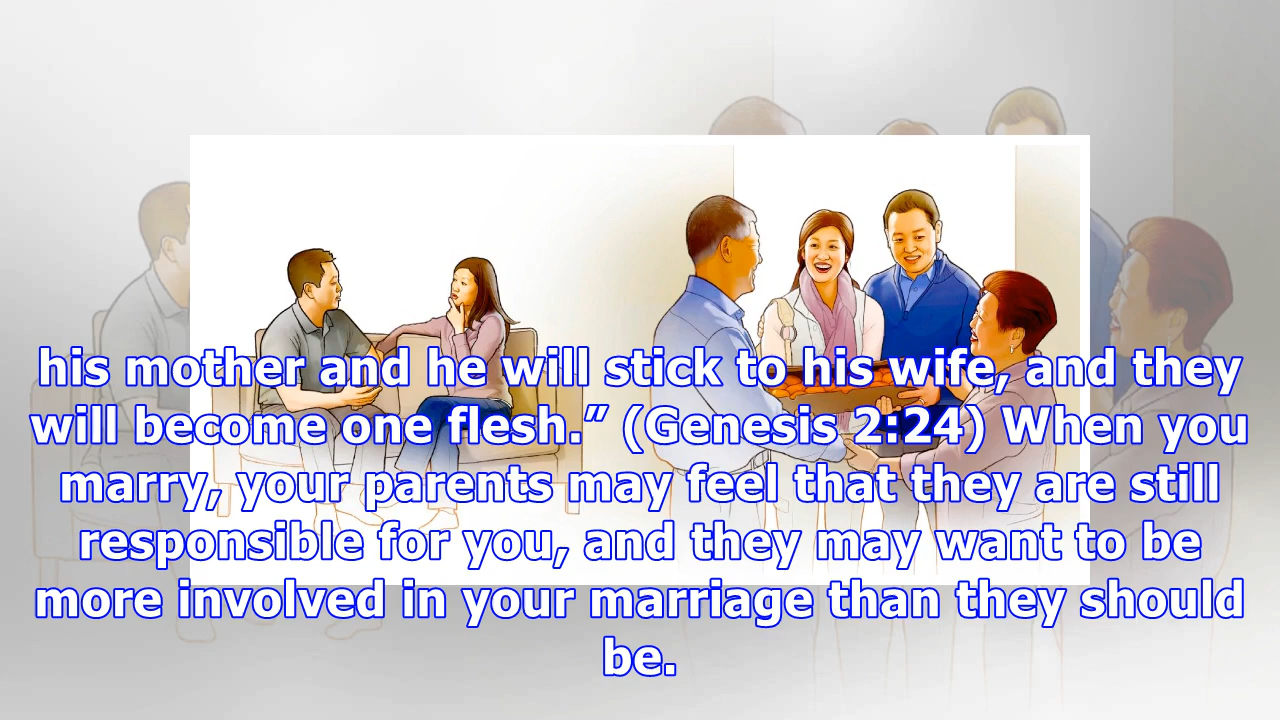 his mother and he will stick to his wife, and they
will become one flesh.” (Genesis 2:24) When you
marry, your parents may feel that they are still
responsible for you, and they may want to be
more involved in your marriage than they should
be.